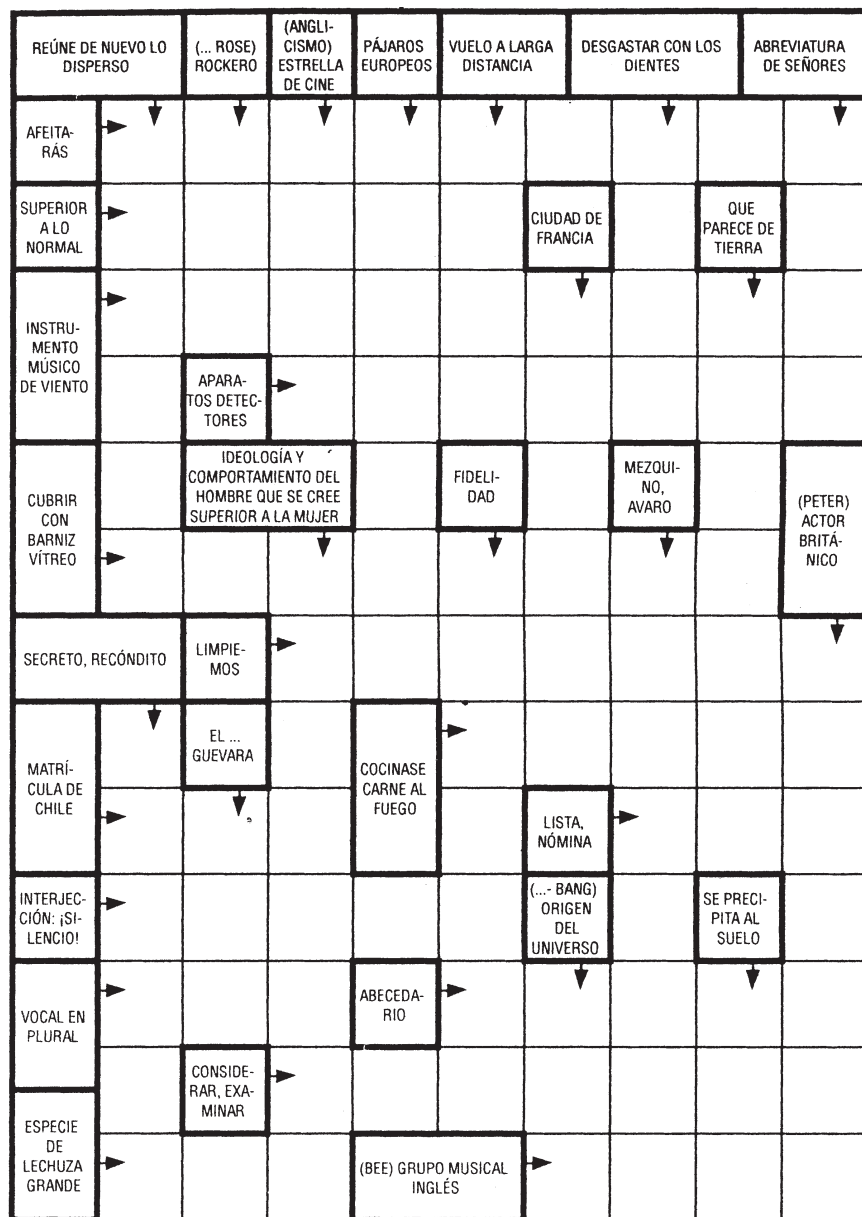 REÚNE DE NUEVO LO
DISPERSO
(... ROSE)
ROCKERO
(ANGLI-
CISMO)
ESTRELLA
DE CINE
PÁJAROS
EUROPEOS
VUELO A LARGA
DISTANCIA
DESGASTAR CON LOS
DIENTES
ABREVIATURA
DE SEÑORES
AFEITA-
RÁS
SUPERIOR
A LO
NORMAL
CIUDAD DE
FRANCIA
QUE
PARECE DE
TIERRA
INSTRU-
MENTO
MÚSICO
DE VIENTO
APARA-
TOS DETEC-
TORES
CUBRIR
CON
BARNIZ
VÍTREO
IDEOLOGÍA Y
COMPORTAMIENTO DEL
HOMBRE QUE SE CREE
SUPERIOR A LA MUJER
FIDELI-
DAD
MEZQUI-
NO,
AVARO
(PETER)
ACTOR
BRITÁ-
NICO
SECRETO, RECÓNDITO
LIMPIE-
MOS
MATRÍ-
CULA DE
CHILE
EL ...
GUEVARA
COCINASE
CARNE AL
FUEGO
LISTA,
NÓMINA
INTERJEC-
CIÓN: ¡SI-
LENCIO!
(...- BANG)
ORIGEN
DEL
UNIVERSO
SE PRECI-
PITA AL
SUELO
VOCAL EN
PLURAL
ABECEDA-
RIO
CONSIDE-
RAR, EXA-
MINAR
ESPECIE
DE
LECHUZA
GRANDE
(BEE) GRUPO MUSICAL
INGLÉS